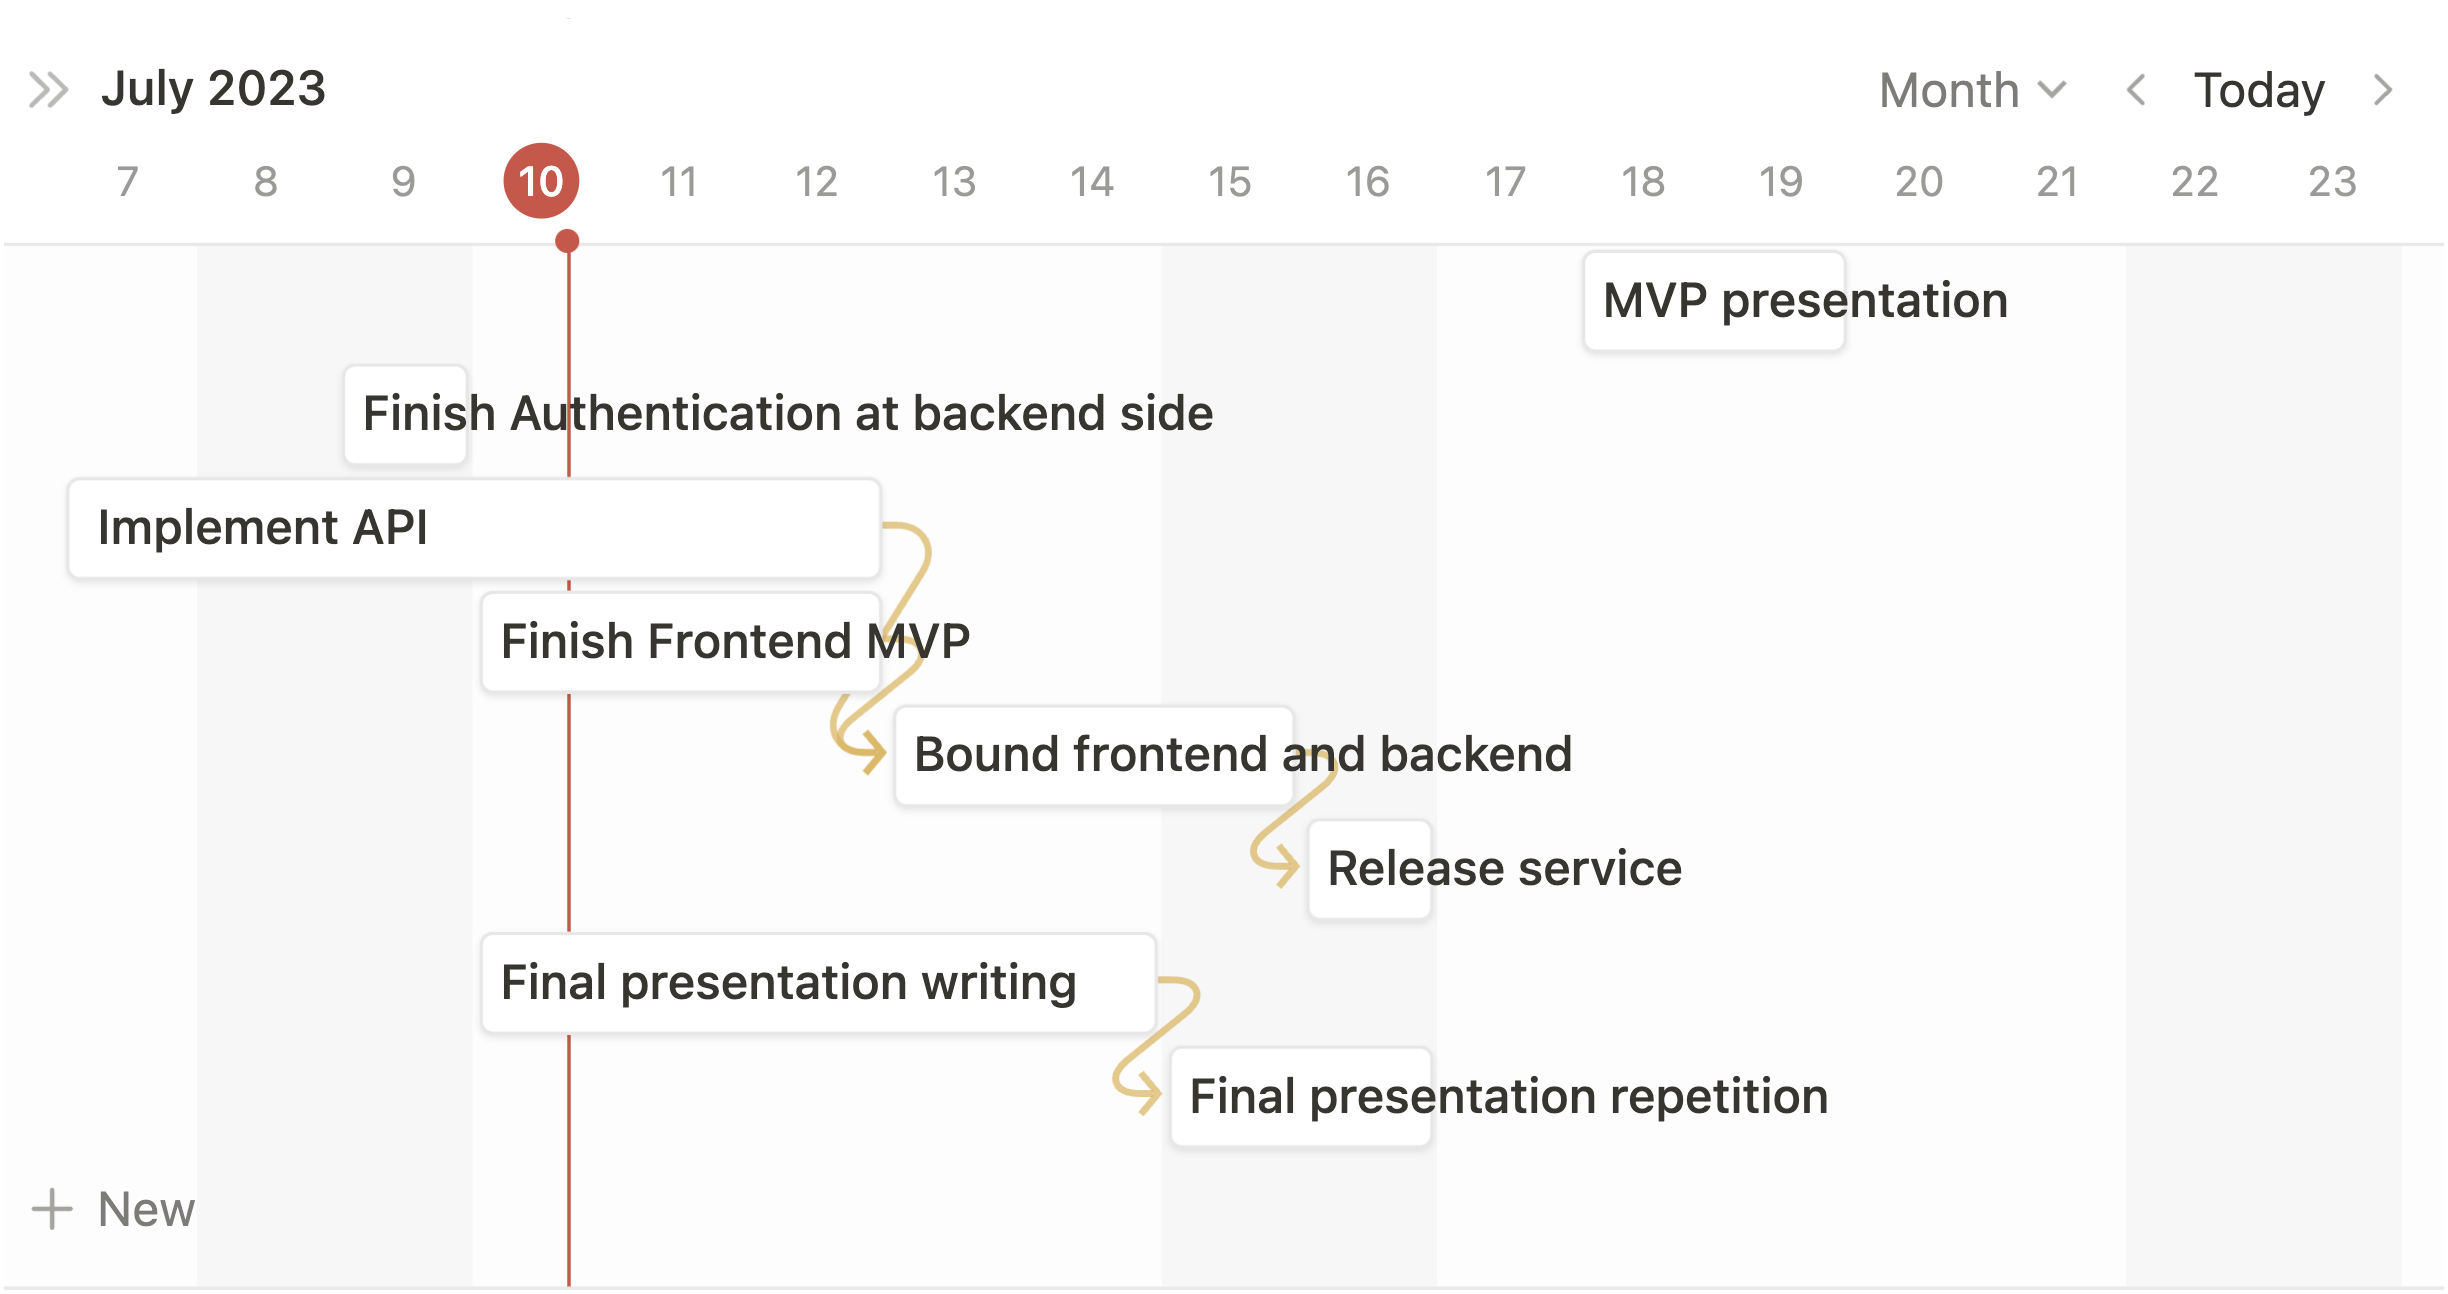 July 2023
Month
Today
7 8 9 10 11 12 13 14 15 16 17 18 19 20 21 22 23
MVP presentation
Finish Authentication at backend side
Implement API
Finish Frontend MVP
Bound frontend and backend
Release service
Final presentation writing
Final presentation repetition
New